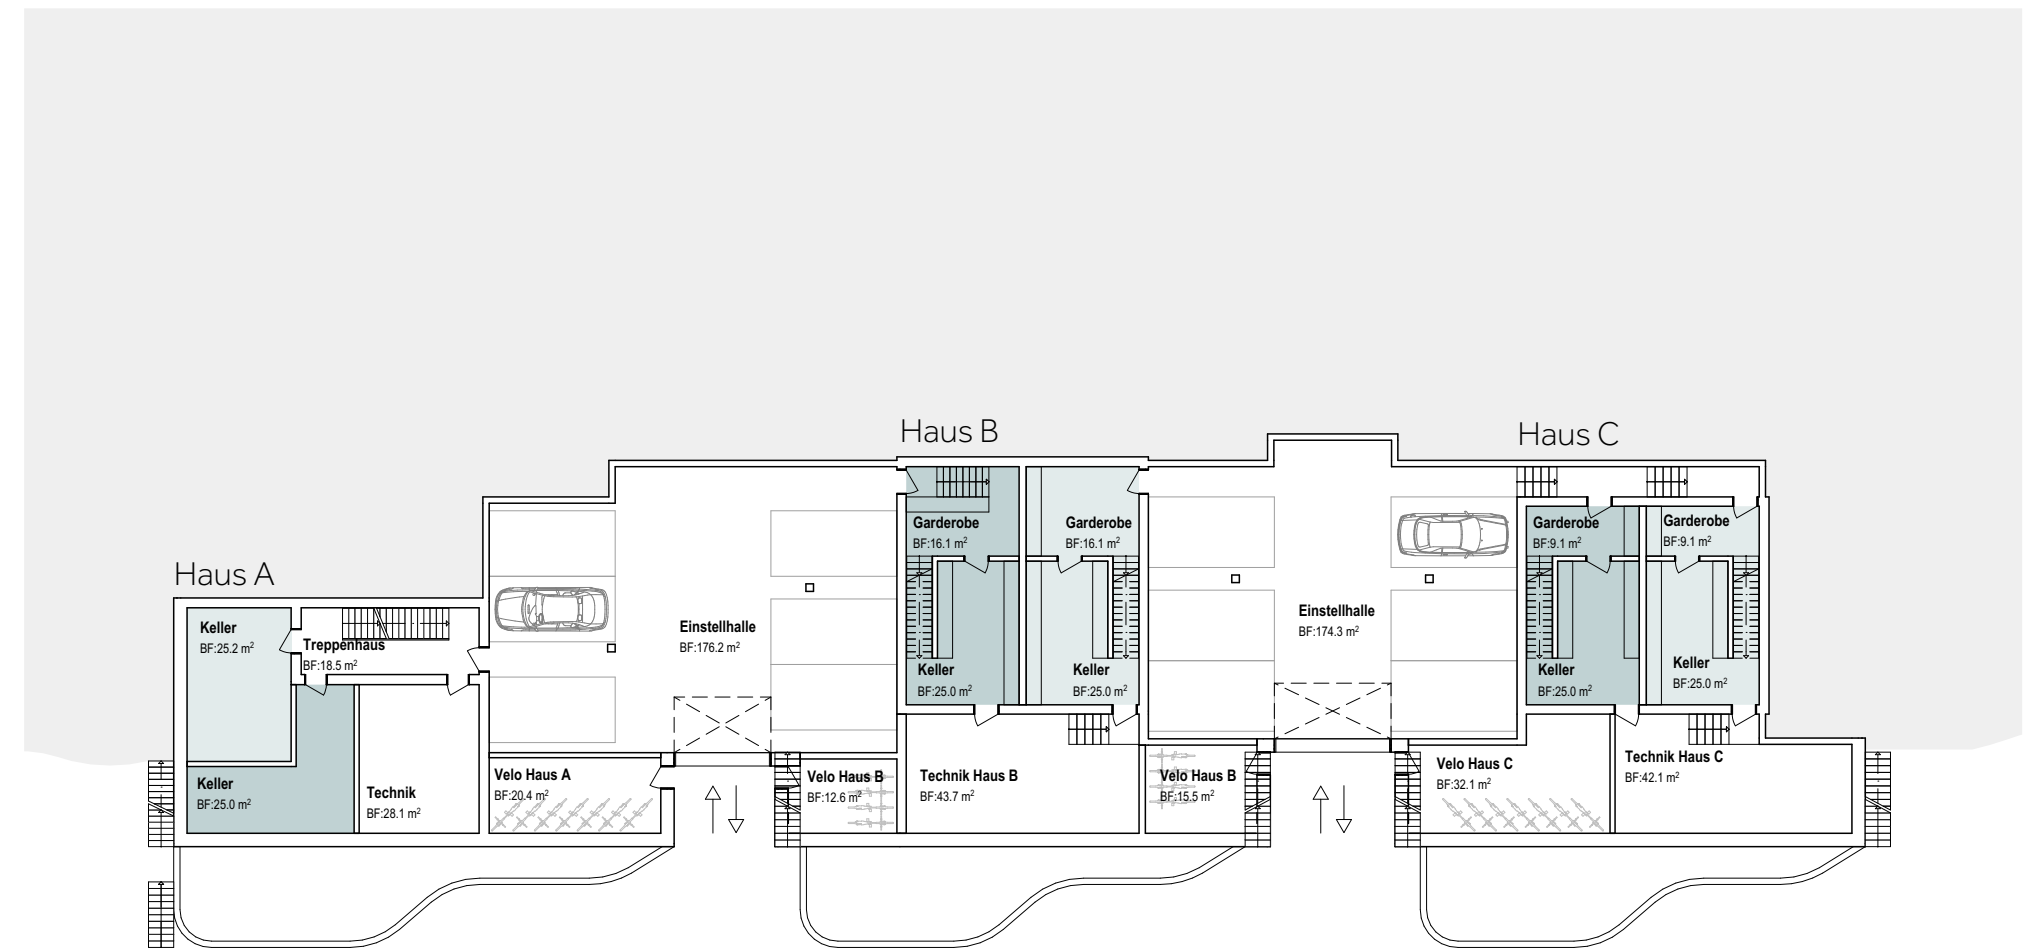 Haus B
Haus C
Haus A
Garderobe
BF:16.1 m²
Garderobe
BF:16.1 m²
Garderobe
BF:9.1 m²
Garderobe
BF:9.1 m²
Keller
BF:25.2 m²
Treppenhaus
BF:18.5 m²
Einstellhalle
BF:176.2 m²
Einstellhalle
BF:174.3 m²
Keller
BF:25.0 m²
Keller
BF:25.0 m²
Keller
BF:25.0 m²
Keller
BF:25.0 m²
Keller
BF:25.0 m²
Technik
BF:28.1 m²
Velo Haus A
BF:20.4 m²
Velo Haus B
BF:12.6 m²
Technik Haus B
BF:43.7 m²
Velo Haus B
BF:15.5 m²
Velo Haus C
BF:32.1 m²
Technik Haus C
BF:42.1 m²